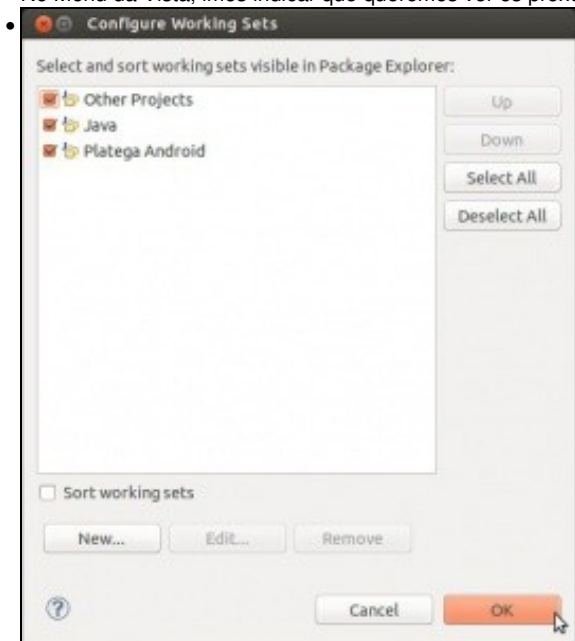 Configure Working Sets
Select and sort working sets visible in Package Explorer:
Other Projects
Java
Platega Android
Up
Down
Select All
Deselect All
Sort working sets
New...
Edit...
Remove
Cancel
OK